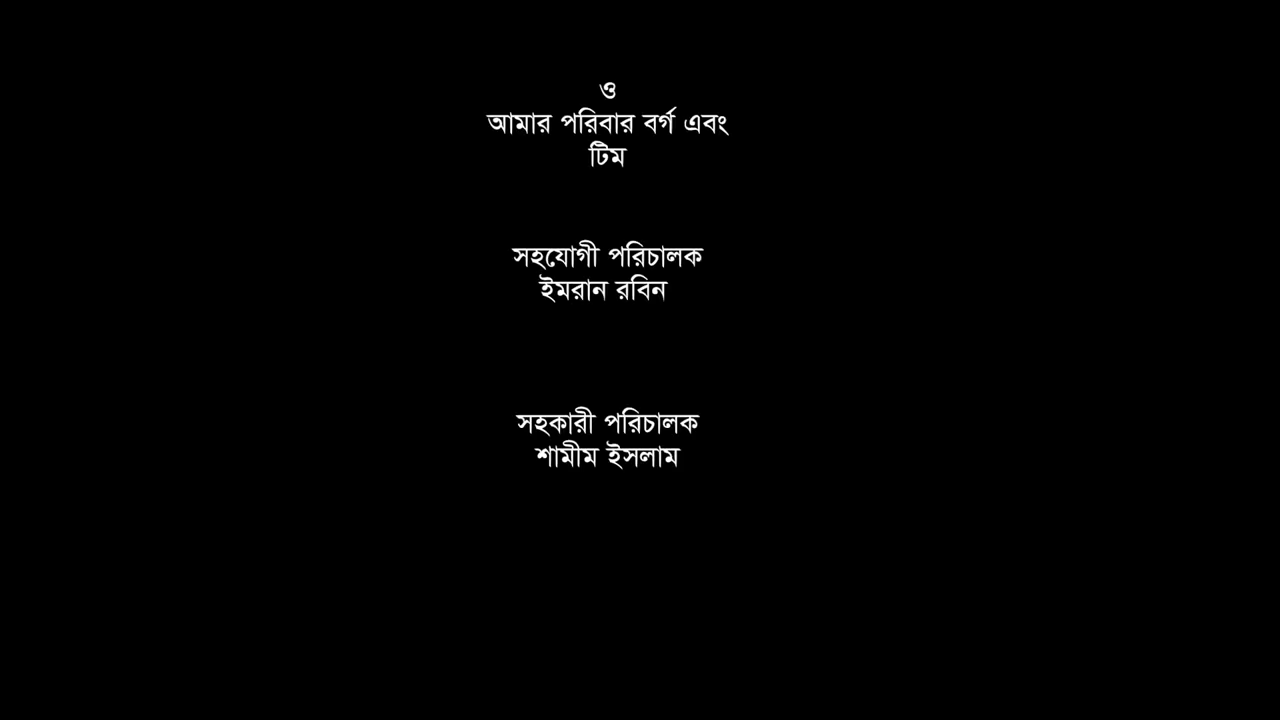 ও
আমার পরিবার বর্গ এবং
টিম
সহযোগী পরিচালক
ইমরান রবিন
সহকারী পরিচালক
শামীম ইসলাম